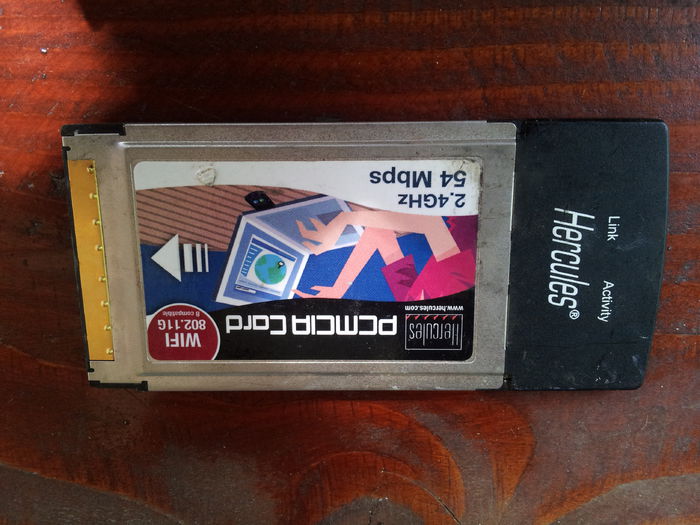 Hercules
PCMCIA Card
www.hercules.com
WIFI
802.11G
B compatible
2.4GHz
54 Mbps
Link
Activity
Hercules®